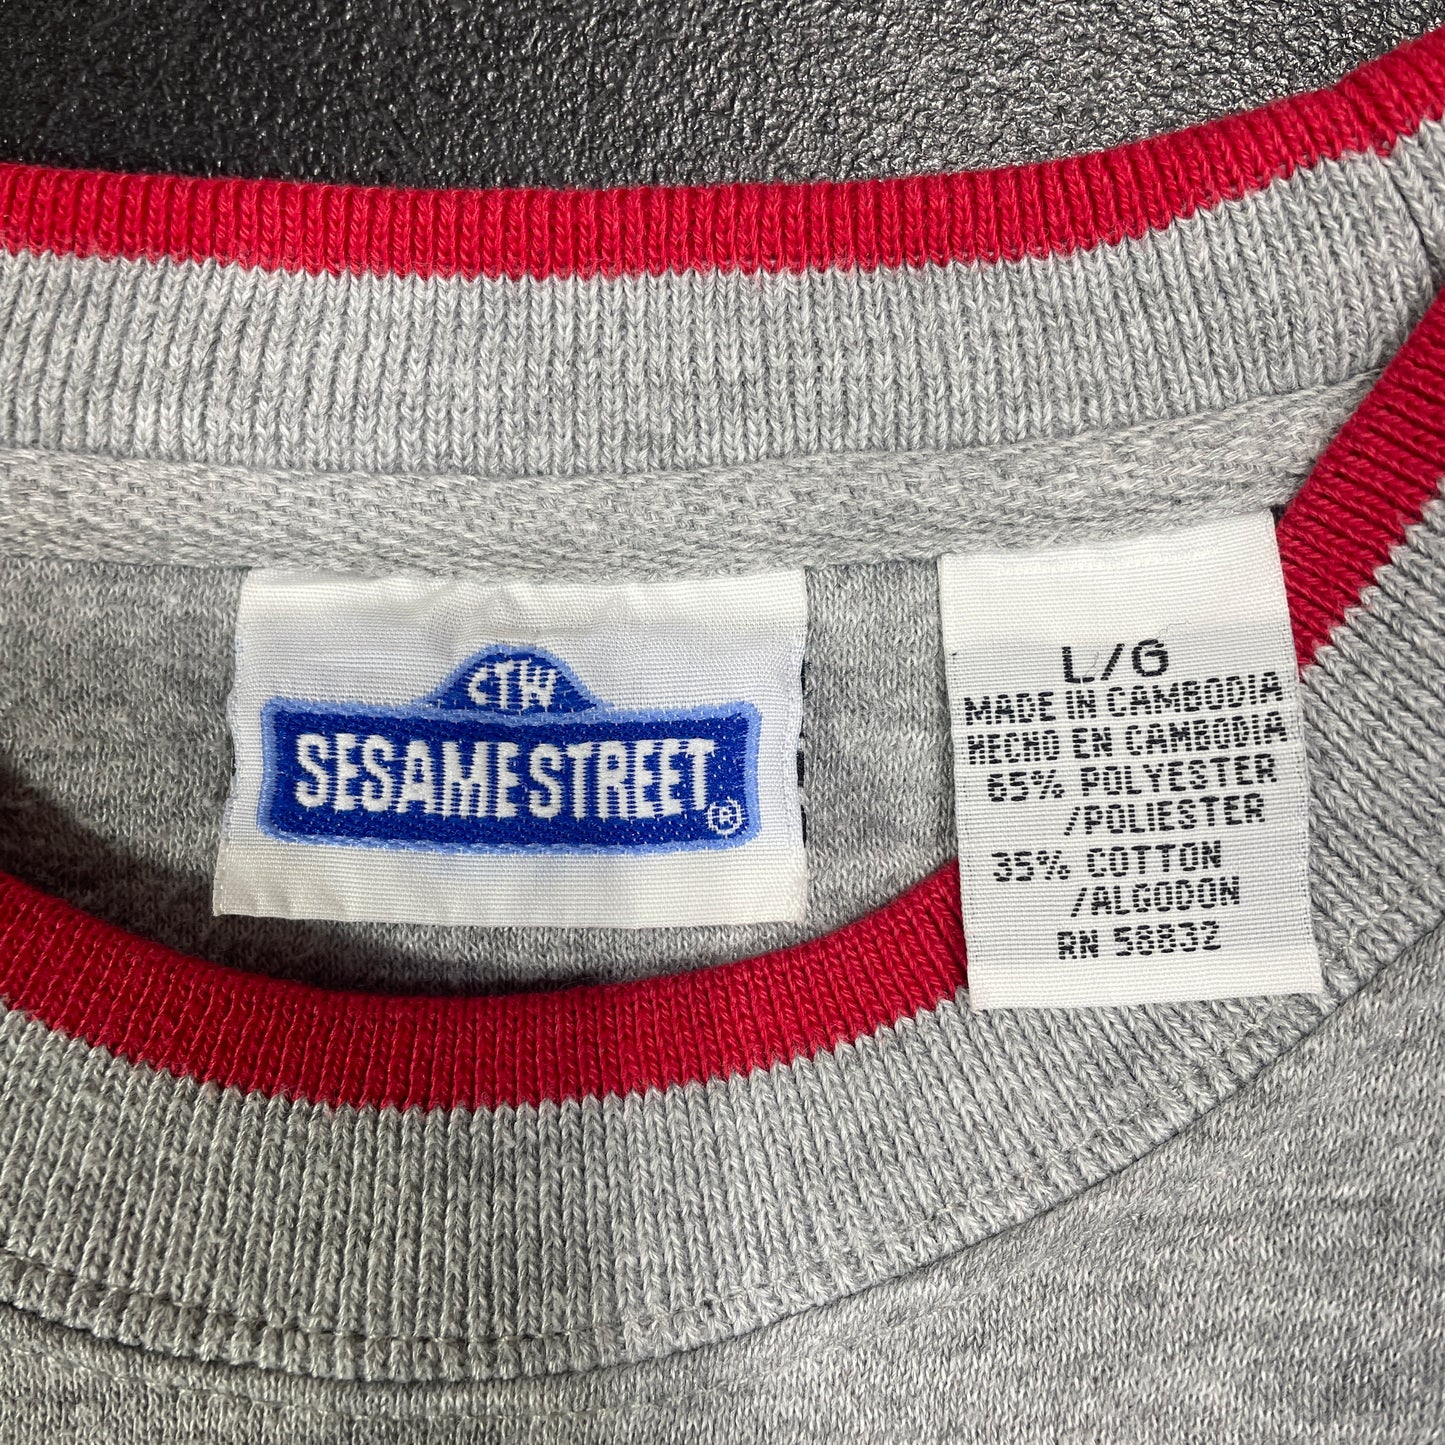 CTW
SESAME STREET ®
L/G
MADE IN CAMBODIA
HECHO EN CAMBODIA
65% POLYESTER
/POLIESTER
35% COTTON
/ALGODON
RN 58832